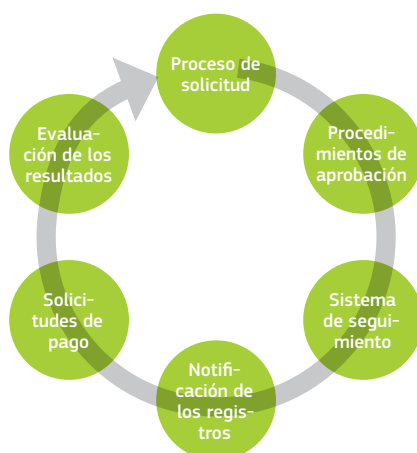 Proceso de
solicitud
Procedi-
mientos de
aprobación
Sistema
de segui-
miento
Notifi-
cación de
los regis-
tros
Solici-
tudes de
pago
Evalua-
ción de los
resultados